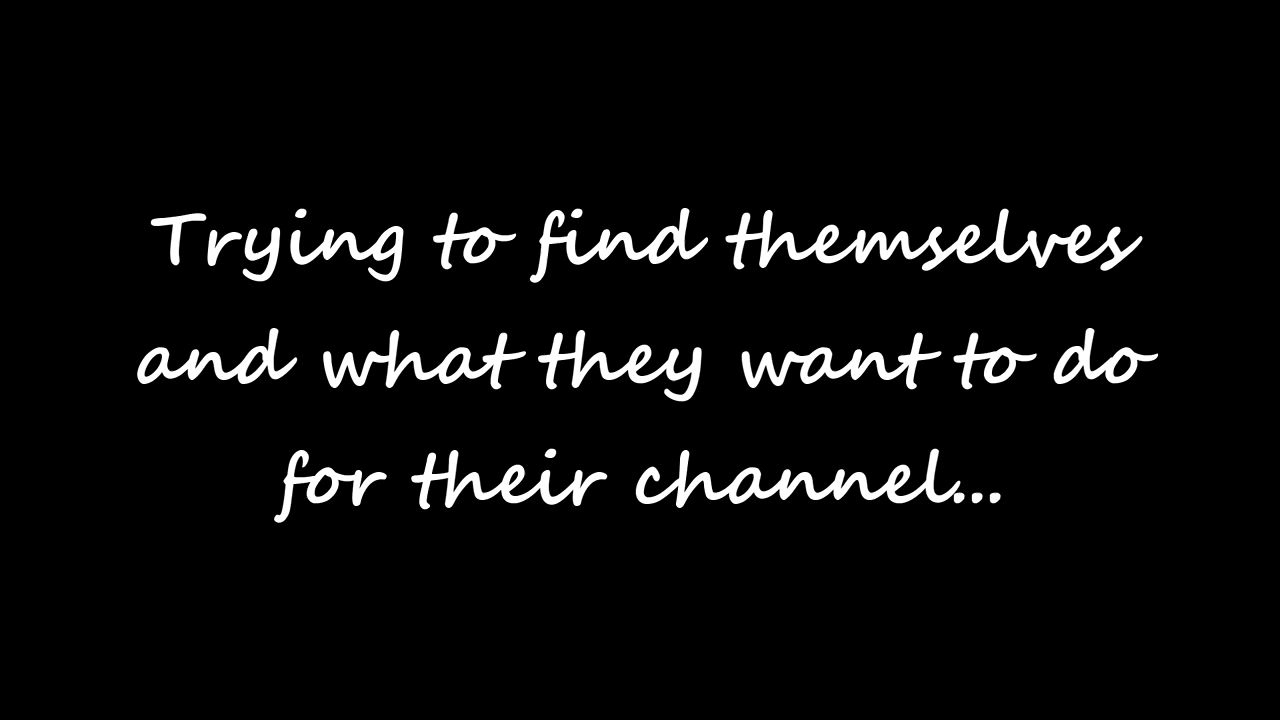 Trying to find themselves
and what they want to do
for their channel...